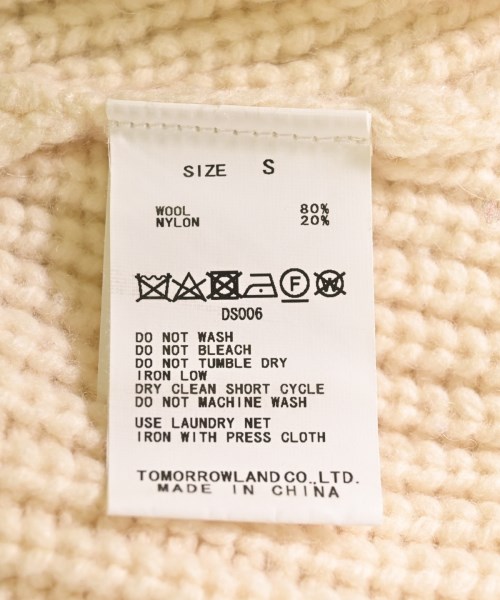 SIZE S
WOOL 80%
NYLON 20%
F W
DS006
DO NOT WASH
DO NOT BLEACH
DO NOT TUMBLE DRY
IRON LOW
DRY CLEAN SHORT CYCLE
DO NOT MACHINE WASH
USE LAUNDRY NET
IRON WITH PRESS CLOTH
TOMORROWLAND CO.,LTD.
MADE IN CHINA